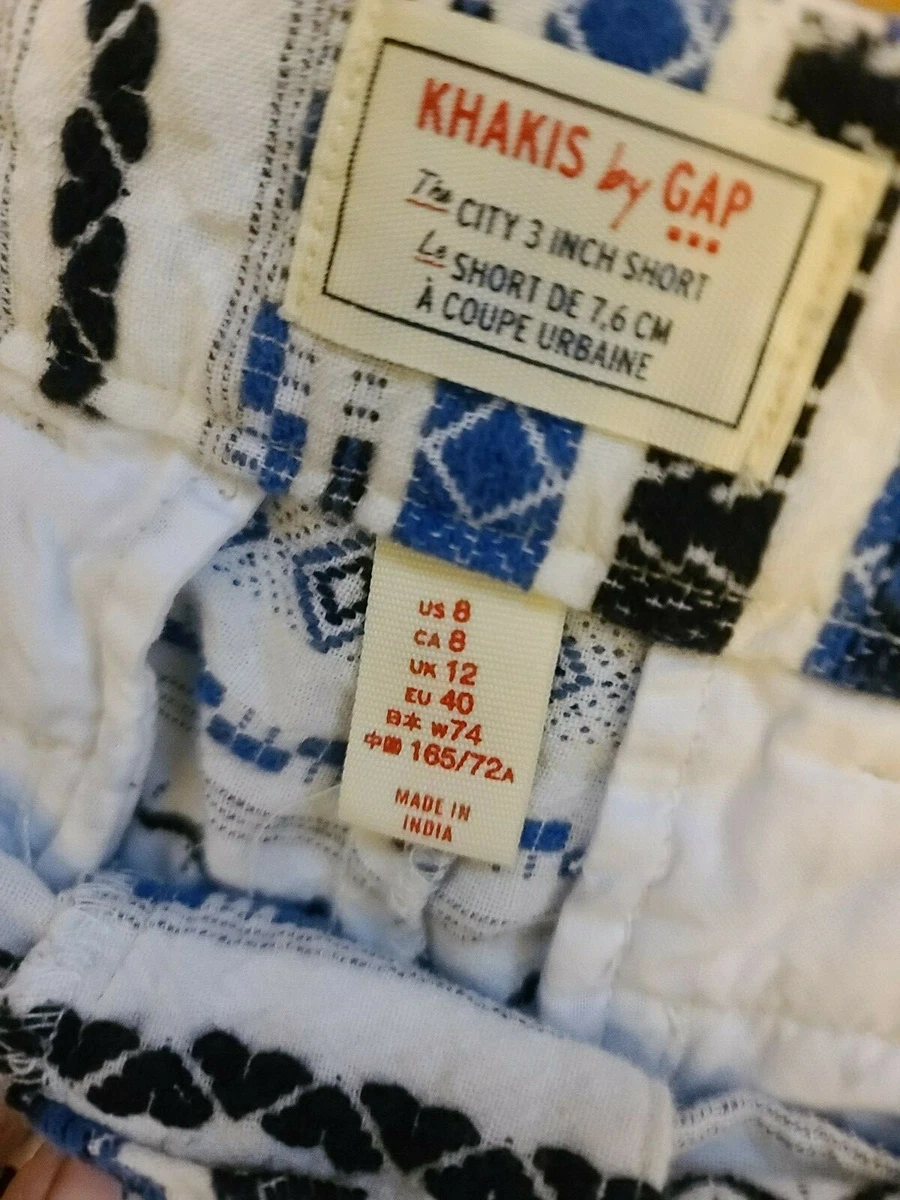 KHAKIS by GAP
The CITY 3 INCH SHORT
Le SHORT DE 7,6 CM
À COUPE URBAINE
US 8
CA 8
UK 12
EU 40
日本 W74
中國 165/72A
MADE IN
INDIA